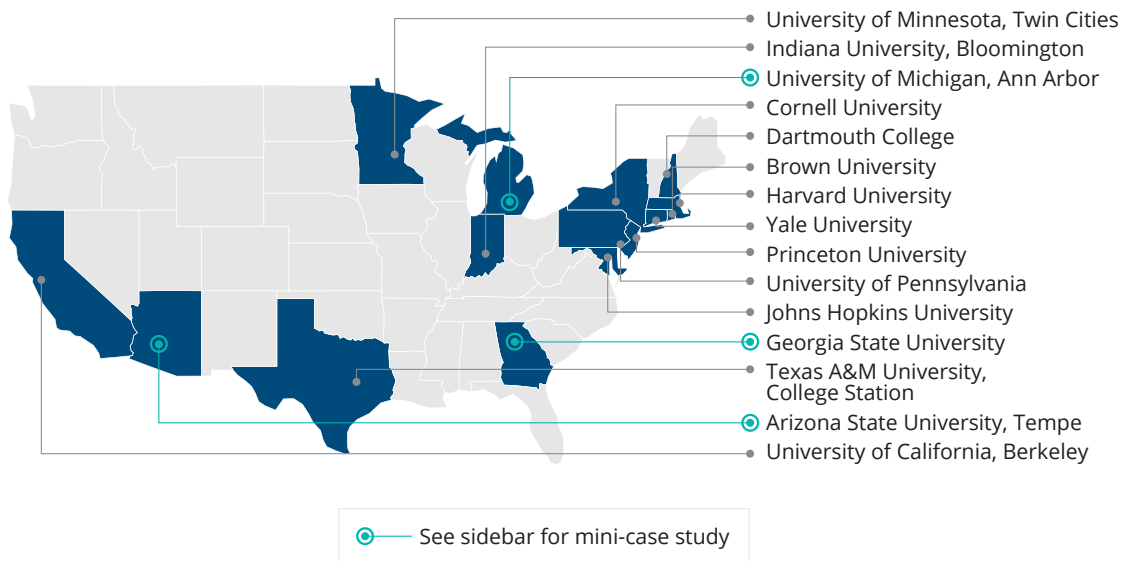 University of Minnesota, Twin Cities
Indiana University, Bloomington
University of Michigan, Ann Arbor
Cornell University
Dartmouth College
Brown University
Harvard University
Yale University
Princeton University
University of Pennsylvania
Johns Hopkins University
Georgia State University
Texas A&M University,
College Station
Arizona State University, Tempe
University of California, Berkeley
See sidebar for mini-case study